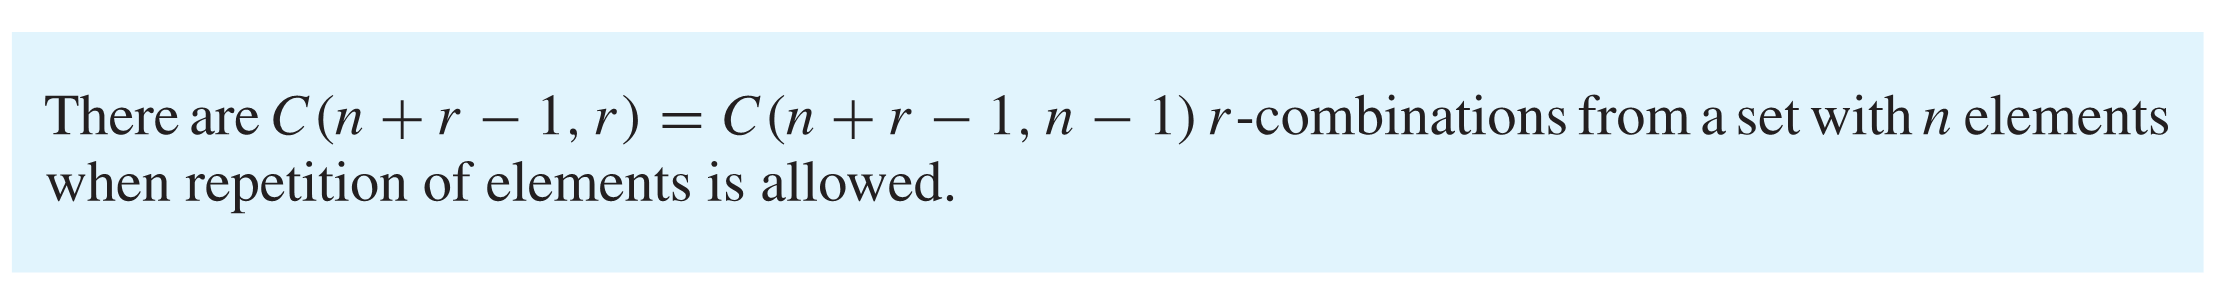 There are C(n + r − 1, r) = C(n + r − 1, n − 1) r-combinations from a set with n elements
when repetition of elements is allowed.